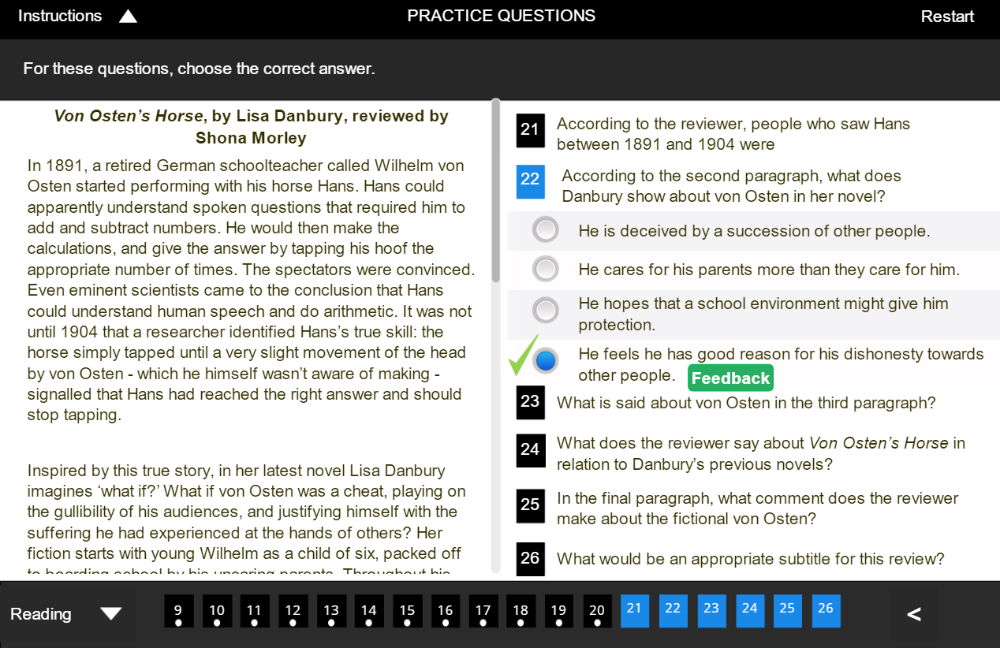 Instructions
PRACTICE QUESTIONS
Restart
For these questions, choose the correct answer.
Von Osten’s Horse, by Lisa Danbury, reviewed by
Shona Morley
In 1891, a retired German schoolteacher called Wilhelm von
Osten started performing with his horse Hans. Hans could
apparently understand spoken questions that required him to
add and subtract numbers. He would then make the
calculations, and give the answer by tapping his hoof the
appropriate number of times. The spectators were convinced.
Even eminent scientists came to the conclusion that Hans
could understand human speech and do arithmetic. It was not
until 1904 that a researcher identified Hans’s true skill: the
horse simply tapped until a very slight movement of the head
by von Osten - which he himself wasn’t aware of making -
signalled that Hans had reached the right answer and should
stop tapping.
Inspired by this true story, in her latest novel Lisa Danbury
imagines ‘what if?’ What if von Osten was a cheat, playing on
the gullibility of his audiences, and justifying himself with the
suffering he had experienced at the hands of others? Her
fiction starts with young Wilhelm as a child of six, packed off
to boarding school by his uncaring parents. Throughout his
21 According to the reviewer, people who saw Hans
between 1891 and 1904 were
22 According to the second paragraph, what does
Danbury show about von Osten in her novel?
He is deceived by a succession of other people.
He cares for his parents more than they care for him.
He hopes that a school environment might give him
protection.
He feels he has good reason for his dishonesty towards
other people. Feedback
23 What is said about von Osten in the third paragraph?
24 What does the reviewer say about Von Osten’s Horse in
relation to Danbury’s previous novels?
25 In the final paragraph, what comment does the reviewer
make about the fictional von Osten?
26 What would be an appropriate subtitle for this review?
Reading 9 10 11 12 13 14 15 16 17 18 19 20 21 22 23 24 25 26 <